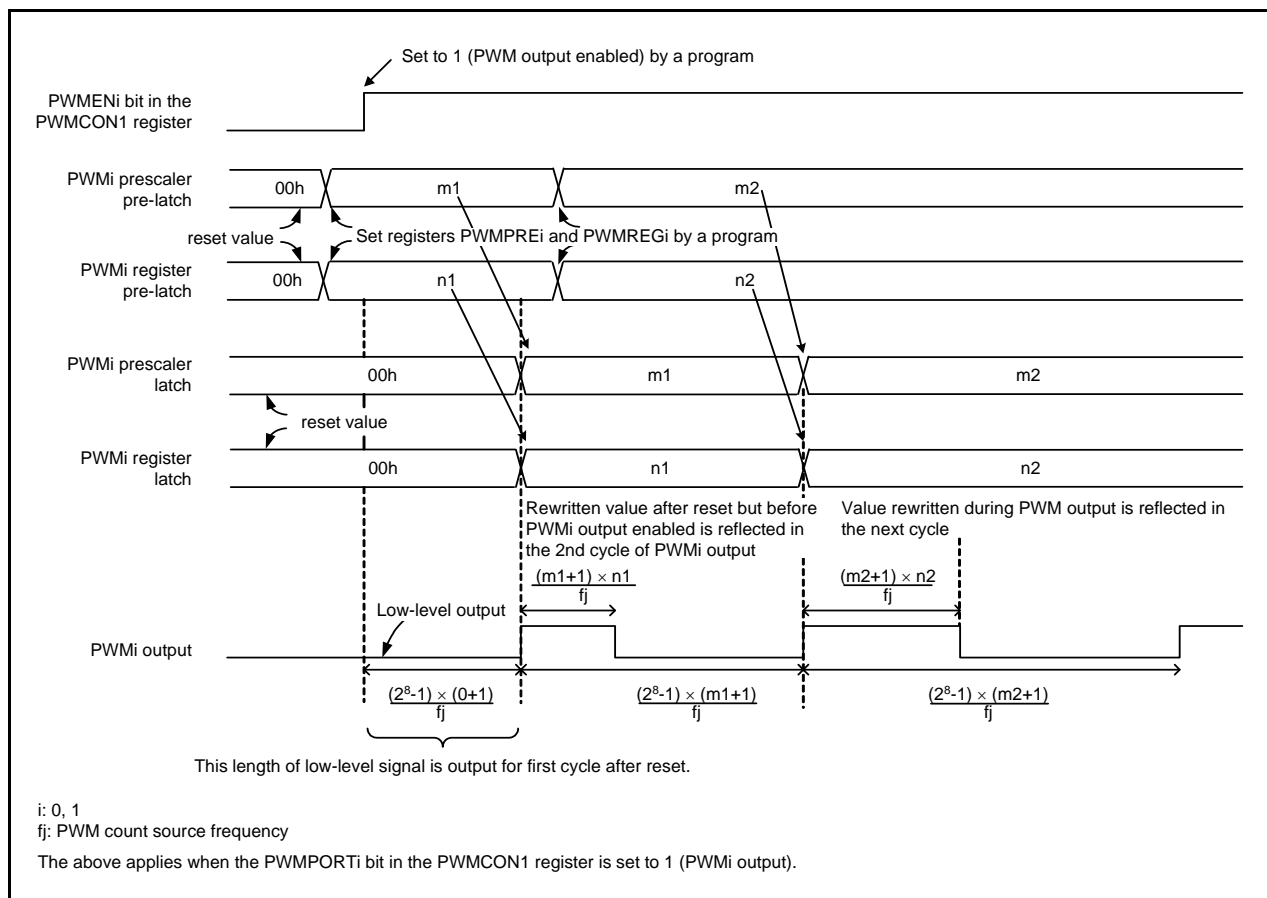 Set to 1 (PWM output enabled) by a program
PWMENi bit in the
PWMCON1 register
PWMi prescaler
pre-latch
00h
m1
m2
reset value
Set registers PWMPREi and PWMREGi by a program
PWMi register
pre-latch
00h
n1
n2
PWMi prescaler
latch
00h
m1
m2
reset value
PWMi register
latch
00h
n1
n2
Rewritten value after reset but before
PWMi output enabled is reflected in
the 2nd cycle of PWMi output
Value rewritten during PWM output is reflected in
the next cycle
(m1+1) × n1
fj
(m2+1) × n2
fj
Low-level output
PWMi output
(2⁸-1) × (0+1)
fj
(2⁸-1) × (m1+1)
fj
(2⁸-1) × (m2+1)
fj
This length of low-level signal is output for first cycle after reset.
i: 0, 1
fj: PWM count source frequency
The above applies when the PWMPORTi bit in the PWMCON1 register is set to 1 (PWMi output).